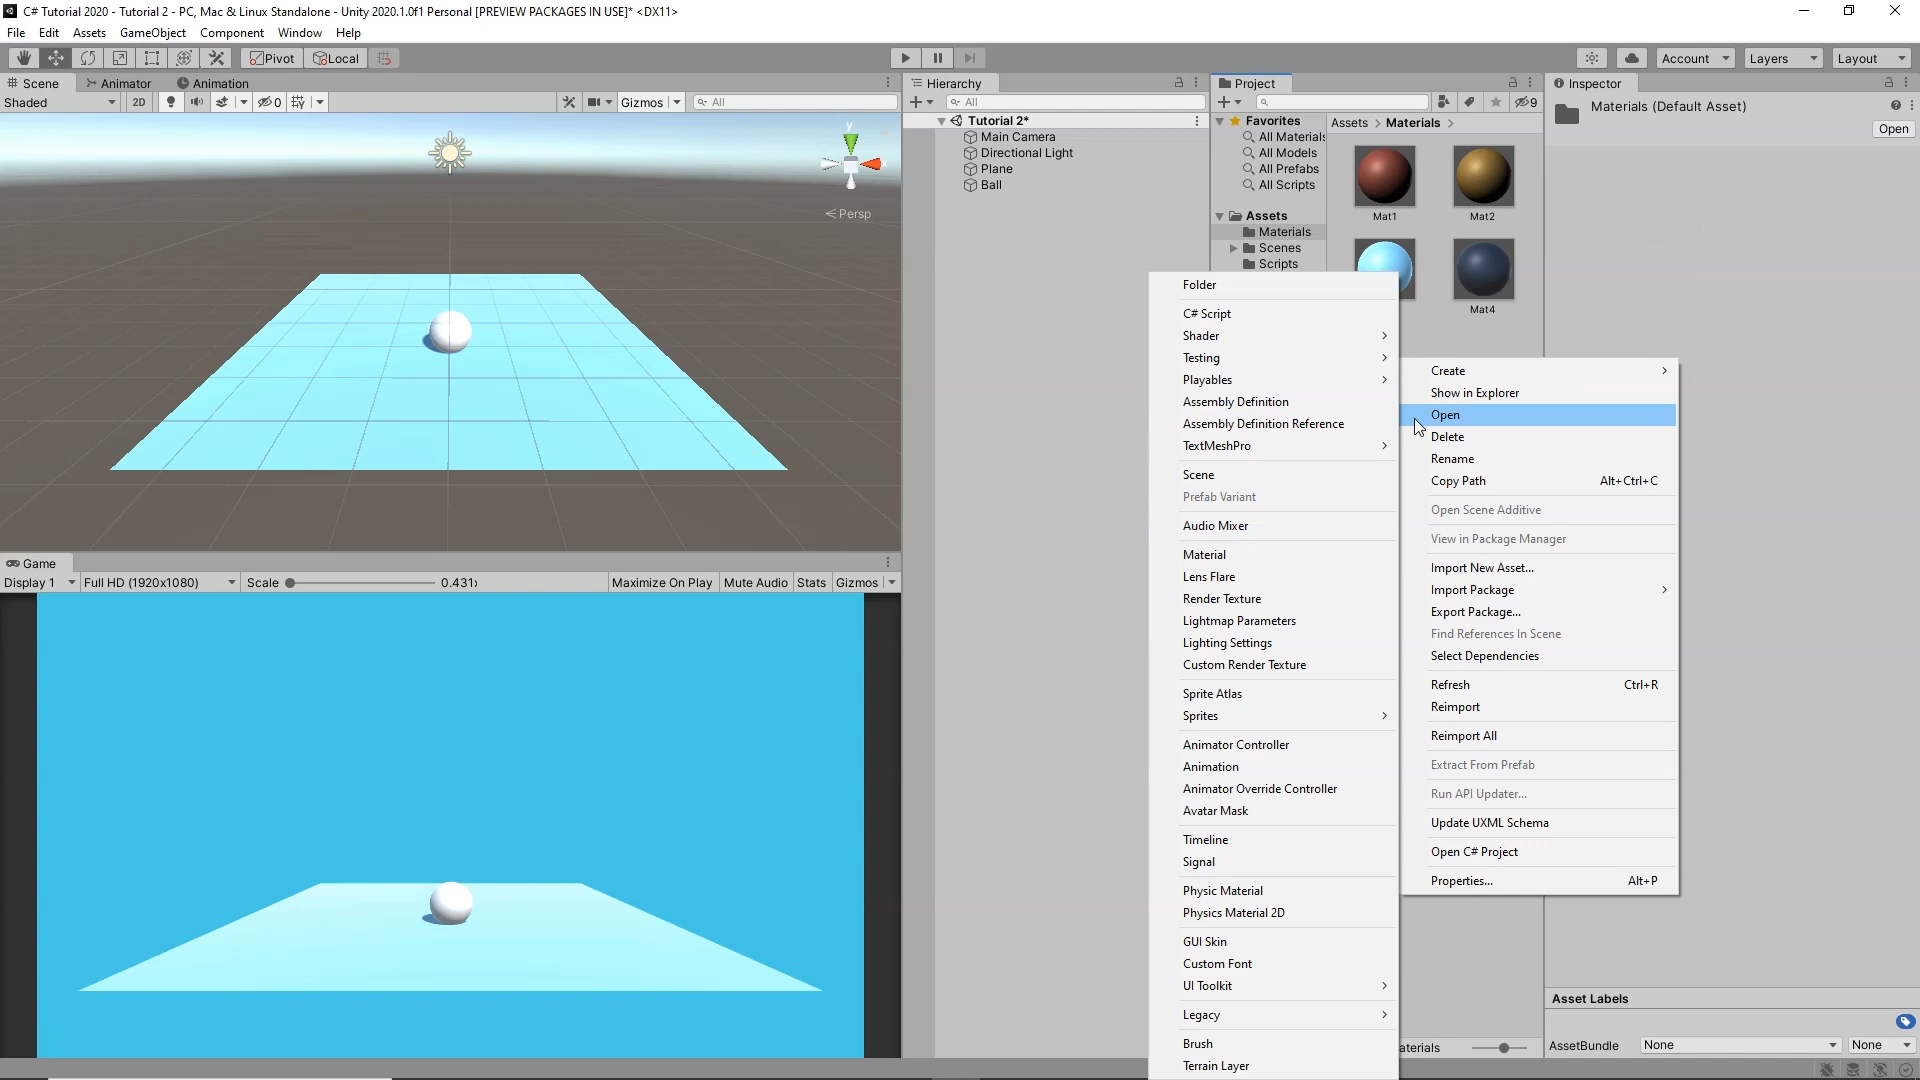 C# Tutorial 2020 - Tutorial 2 - PC, Mac & Linux Standalone - Unity 2020.1.0f1 Personal [PREVIEW PACKAGES IN USE]* <DX11>
File Edit Assets GameObject Component Window Help
Pivot Local Account Layers Layout
Scene Animator Animation
Shaded 2D 0 Gizmos All
y
Persp
Hierarchy
All
Tutorial 2*
Main Camera
Directional Light
Plane
Ball
Project
9
Favorites
All Materials
All Models
All Prefabs
All Scripts
Assets
Materials
Scenes
Scripts
Assets > Materials >
Mat1 Mat2
Mat4
Inspector
Materials (Default Asset)
Open
Folder
C# Script
Shader
Testing
Playables
Assembly Definition
Assembly Definition Reference
TextMeshPro
Scene
Prefab Variant
Audio Mixer
Material
Lens Flare
Render Texture
Lightmap Parameters
Lighting Settings
Custom Render Texture
Sprite Atlas
Sprites
Animator Controller
Animation
Animator Override Controller
Avatar Mask
Timeline
Signal
Physic Material
Physics Material 2D
GUI Skin
Custom Font
UI Toolkit
Legacy
Brush
Terrain Layer
Create
Show in Explorer
Open
Delete
Rename
Copy Path Alt+Ctrl+C
Open Scene Additive
View in Package Manager
Import New Asset...
Import Package
Export Package...
Find References In Scene
Select Dependencies
Refresh Ctrl+R
Reimport
Reimport All
Extract From Prefab
Run API Updater...
Update UXML Schema
Open C# Project
Properties... Alt+P
Game
Display 1 Full HD (1920x1080) Scale 0.431 Maximize On Play Mute Audio Stats Gizmos
aterials
Asset Labels
AssetBundle None None